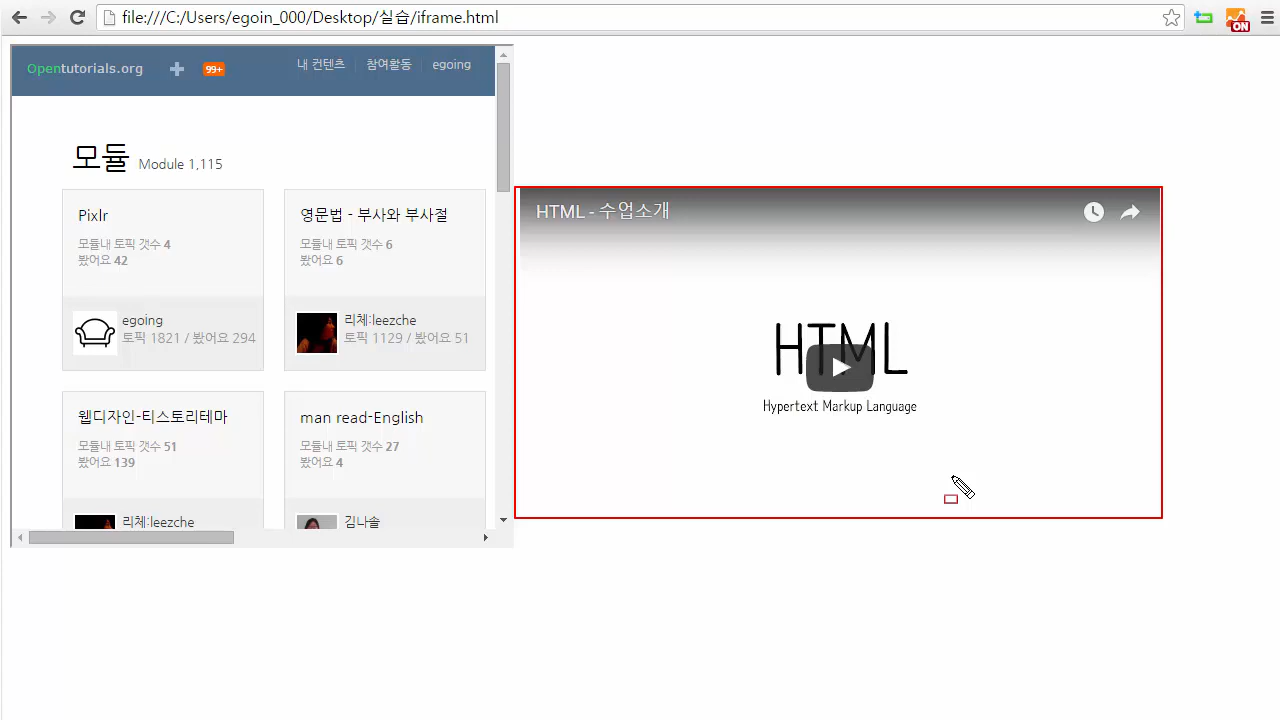 file:///C:/Users/egoin_000/Desktop/실습/iframe.html
ON
Opentutorials.org
99+
내 컨텐츠
참여활동
egoing
모듈 Module 1,115
Pixlr
모듈내 토픽 갯수 4
봤어요 42
egoing
토픽 1821 / 봤어요 294
영문법 - 부사와 부사절
모듈내 토픽 갯수 6
봤어요 6
리체:leezche
토픽 1129 / 봤어요 51
웹디자인-티스토리테마
모듈내 토픽 갯수 51
봤어요 139
리체:leezche
man read-English
모듈내 토픽 갯수 27
봤어요 4
김나솔
HTML - 수업소개
HTML
Hypertext Markup Language